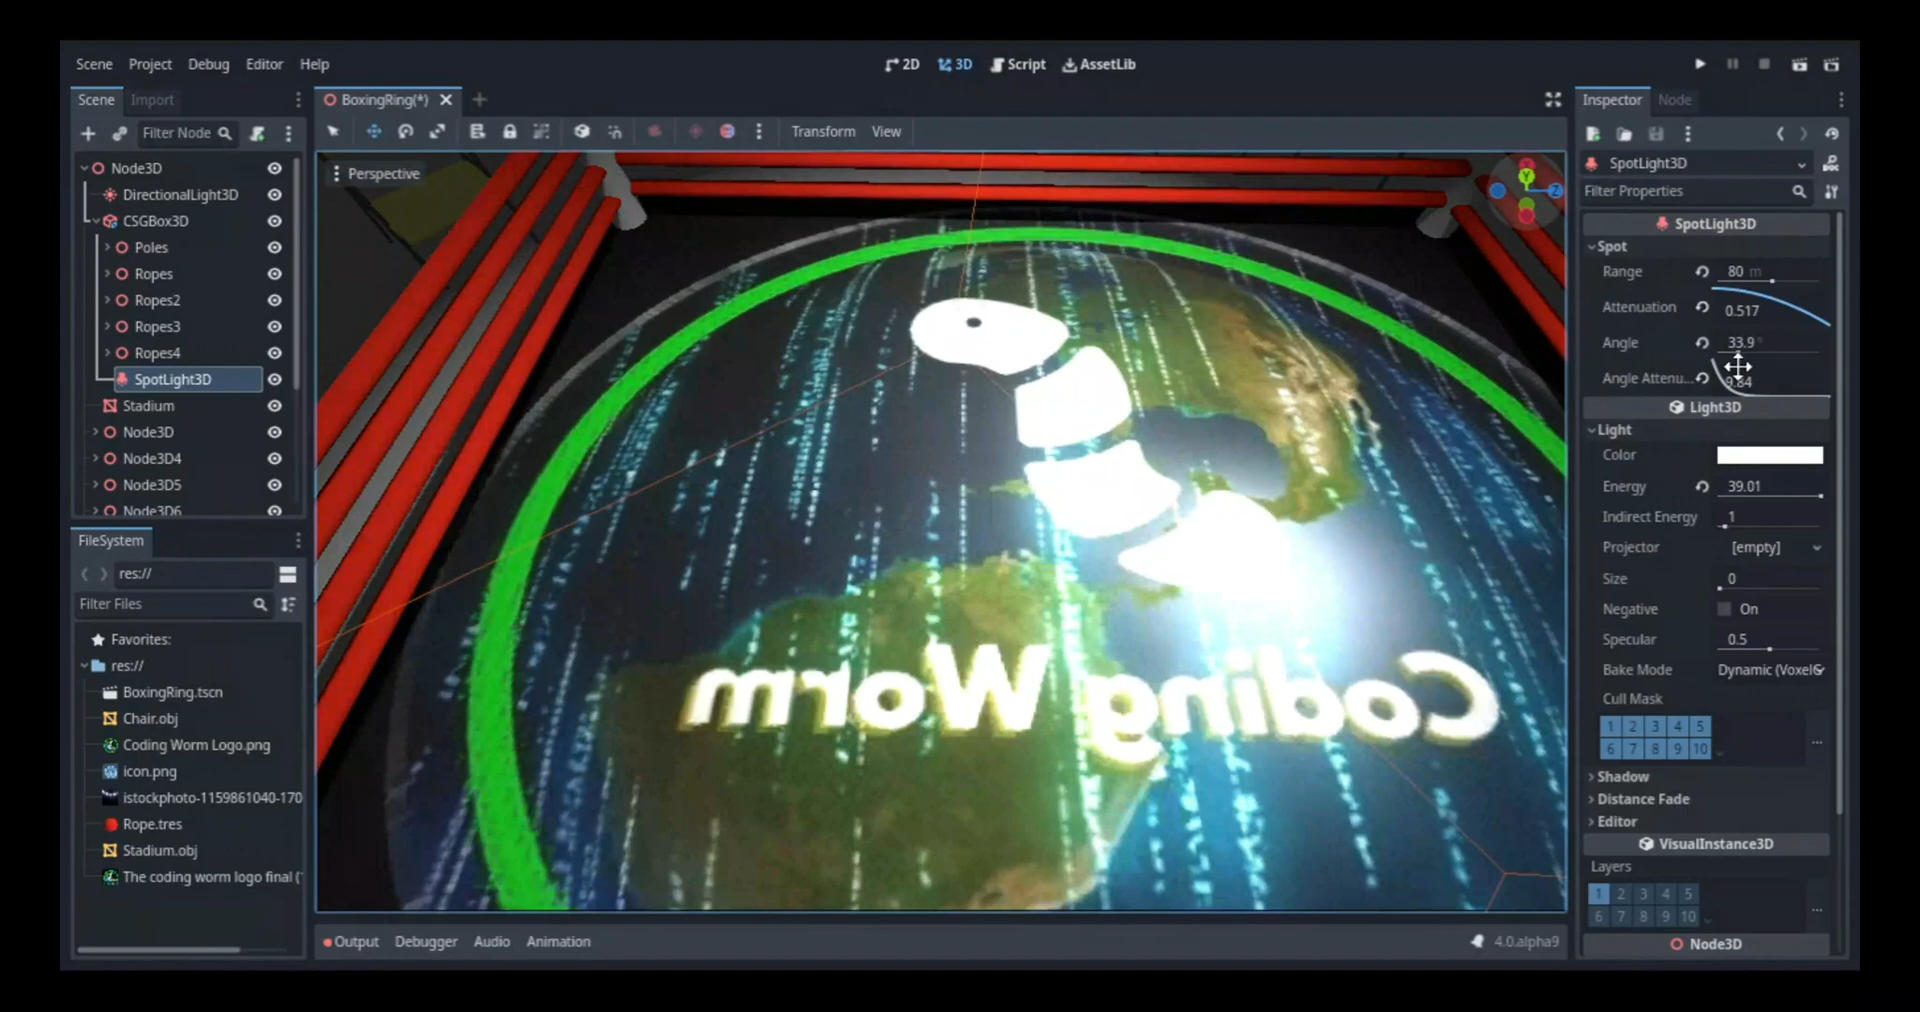 Scene Project Debug Editor Help
2D 3D Script AssetLib
Scene Import
BoxingRing(*)
Inspector Node
Filter Node
Transform View
SpotLight3D
Filter Properties
Node3D
DirectionalLight3D
CSGBox3D
Poles
Ropes
Ropes2
Ropes3
Ropes4
SpotLight3D
Stadium
Node3D
Node3D4
Node3D5
Node3D6
FileSystem
res://
Filter Files
Favorites:
res://
BoxingRing.tscn
Chair.obj
Coding Worm Logo.png
icon.png
istockphoto-1159861040-170
Rope.tres
Stadium.obj
The coding worm logo final (
Perspective
Y
Z
Coding Worm
Output Debugger Audio Animation
4.0.alpha9
SpotLight3D
Spot
Range 80 m
Attenuation 0.517
Angle 33.9 °
Angle Attenu... 9.84
Light3D
Light
Color
Energy 39.01
Indirect Energy 1
Projector [empty]
Size 0
Negative On
Specular 0.5
Bake Mode Dynamic (VoxelG
Cull Mask
1 2 3 4 5
6 7 8 9 10
Shadow
Distance Fade
Editor
VisualInstance3D
Layers
1 2 3 4 5
6 7 8 9 10
Node3D